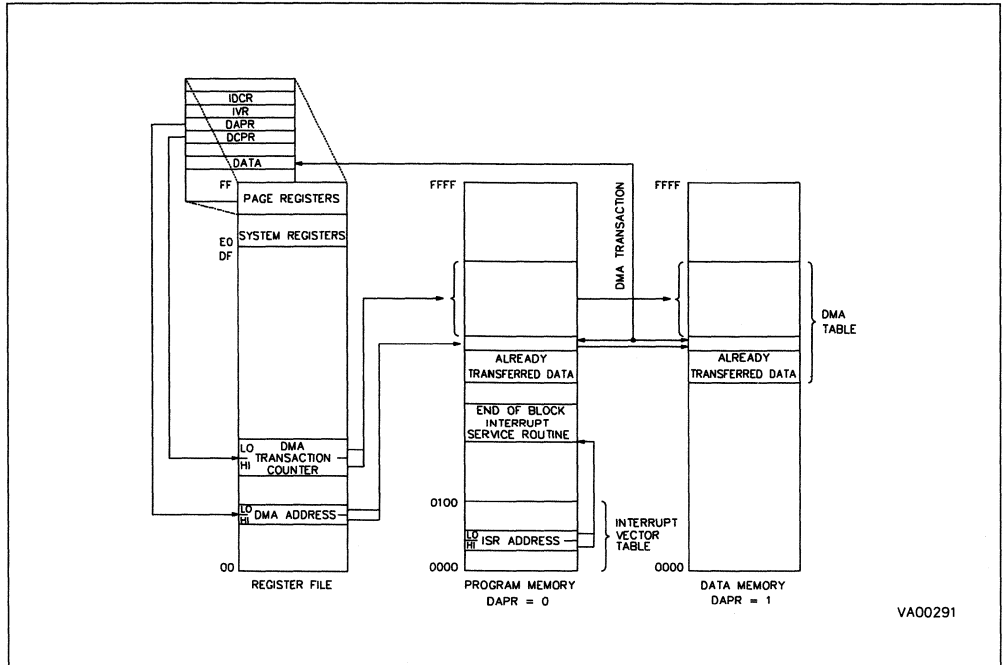 IDCR
IVR
DAPR
DCPR
DATA
FF
PAGE REGISTERS
SYSTEM REGISTERS
E0
DF
LO
HI
DMA
TRANSACTION
COUNTER
LO
HI
DMA ADDRESS
00
REGISTER FILE
FFFF
ALREADY
TRANSFERRED DATA
END OF BLOCK
INTERRUPT
SERVICE ROUTINE
0100
LO
HI
ISR ADDRESS
INTERRUPT
VECTOR
TABLE
0000
PROGRAM MEMORY
DAPR = 0
DMA TRANSACTION
FFFF
DMA
TABLE
ALREADY
TRANSFERRED DATA
0000
DATA MEMORY
DAPR = 1
VA00291